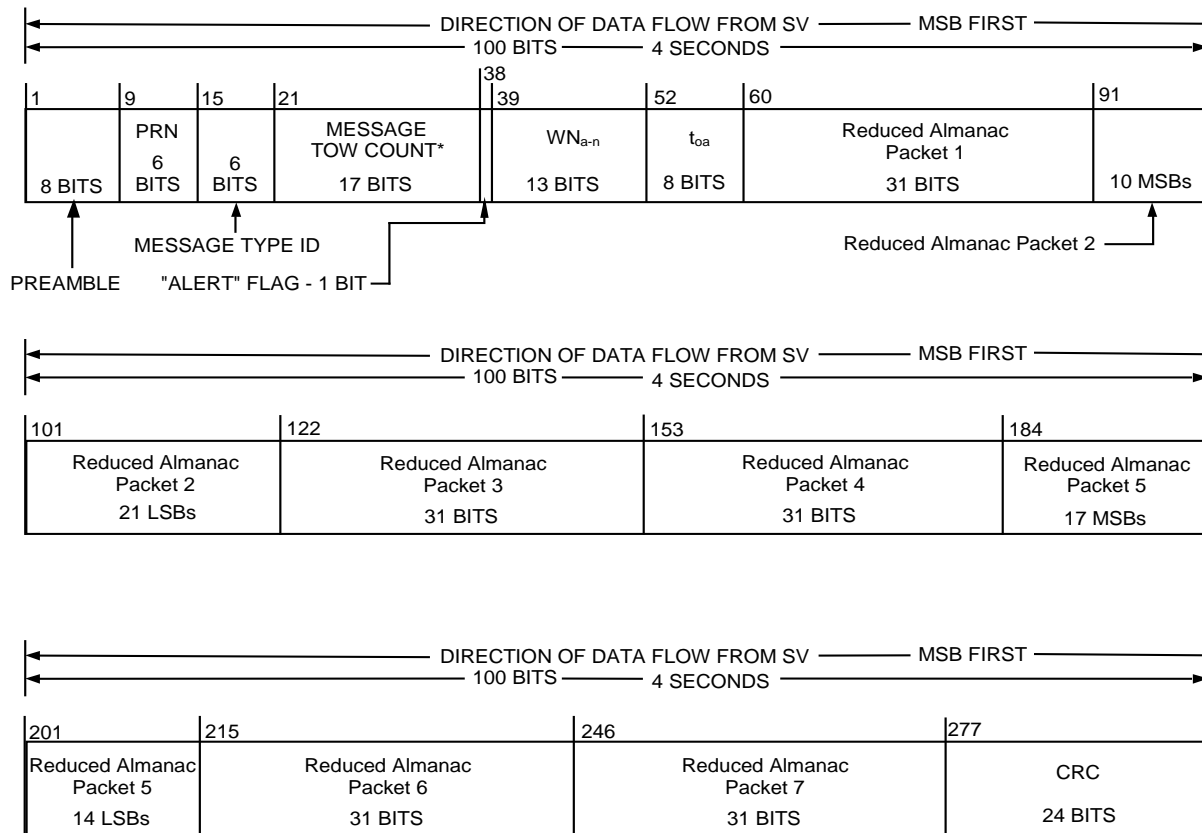 DIRECTION OF DATA FLOW FROM SV MSB FIRST
100 BITS 4 SECONDS
1 9 15 21 38 39 52 60 91
8 BITS
PRN
6
BITS
6
BITS
MESSAGE
TOW COUNT*
17 BITS
WNa-n
13 BITS
toa
8 BITS
Reduced Almanac
Packet 1
31 BITS
10 MSBs
MESSAGE TYPE ID
Reduced Almanac Packet 2
PREAMBLE
"ALERT" FLAG - 1 BIT
DIRECTION OF DATA FLOW FROM SV MSB FIRST
100 BITS 4 SECONDS
101 122 153 184
Reduced Almanac
Packet 2
21 LSBs
Reduced Almanac
Packet 3
31 BITS
Reduced Almanac
Packet 4
31 BITS
Reduced Almanac
Packet 5
17 MSBs
DIRECTION OF DATA FLOW FROM SV MSB FIRST
100 BITS 4 SECONDS
201 215 246 277
Reduced Almanac
Packet 5
14 LSBs
Reduced Almanac
Packet 6
31 BITS
Reduced Almanac
Packet 7
31 BITS
CRC
24 BITS